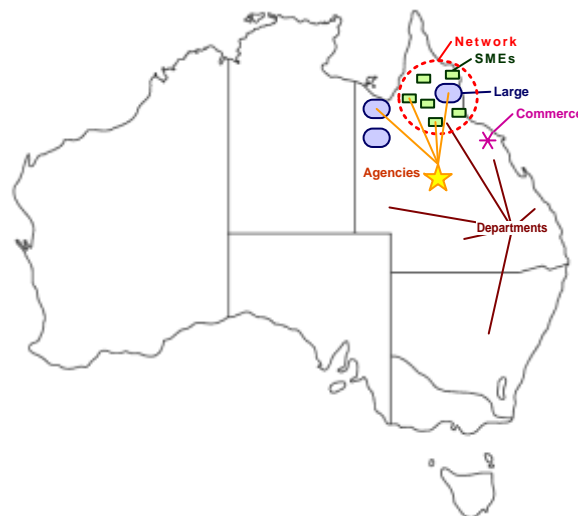 Network
SMEs
Large
Commerce
Agencies
Departments